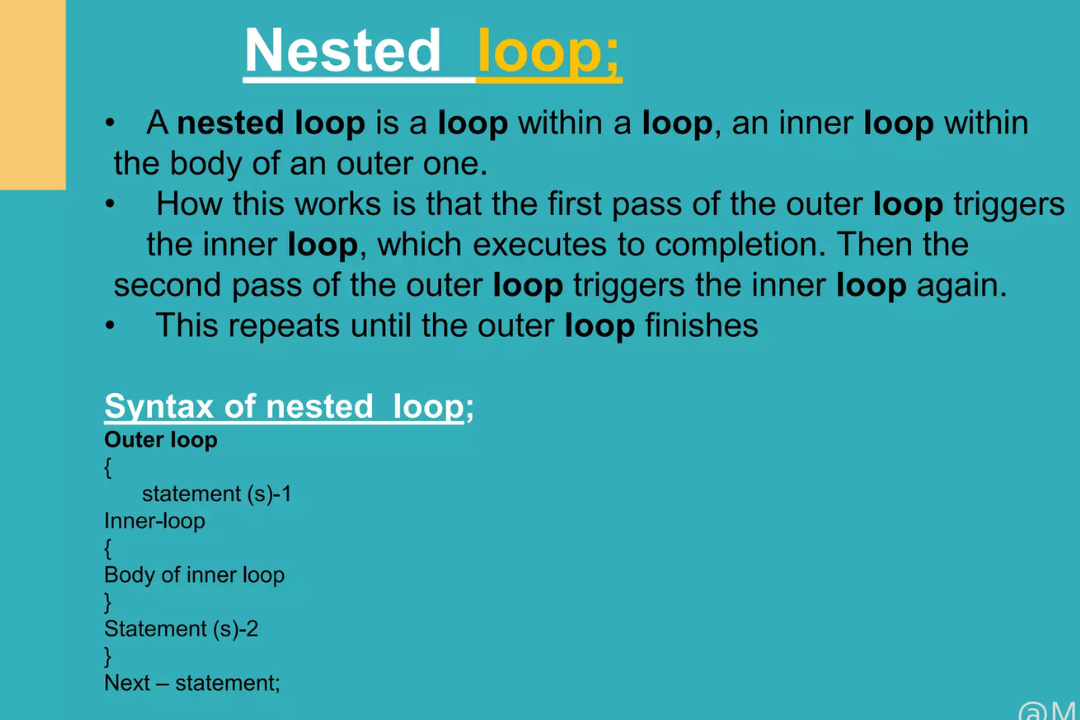 Nested loop;
• A nested loop is a loop within a loop, an inner loop within
the body of an outer one.
• How this works is that the first pass of the outer loop triggers
the inner loop, which executes to completion. Then the
second pass of the outer loop triggers the inner loop again.
• This repeats until the outer loop finishes
Syntax of nested loop;
Outer loop
{
statement (s)-1
Inner-loop
{
Body of inner loop
}
Statement (s)-2
}
Next – statement;